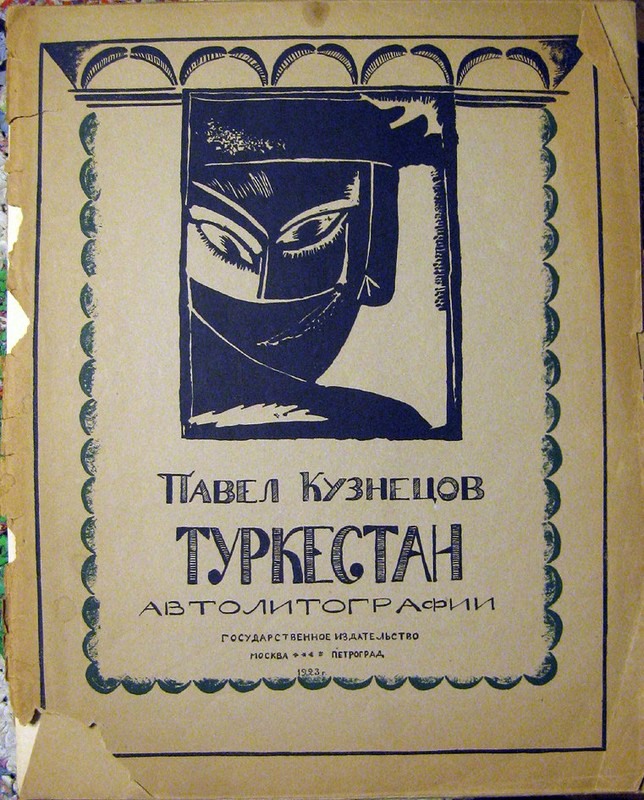 ПАВЕЛ КУЗНЕЦОВ
ТУРКЕСТАН
АВТОЛИТОГРАФИИ
ГОСУДАРСТВЕННОЕ ИЗДАТЕЛЬСТВО
МОСКВА ПЕТРОГРАД
1923 г.